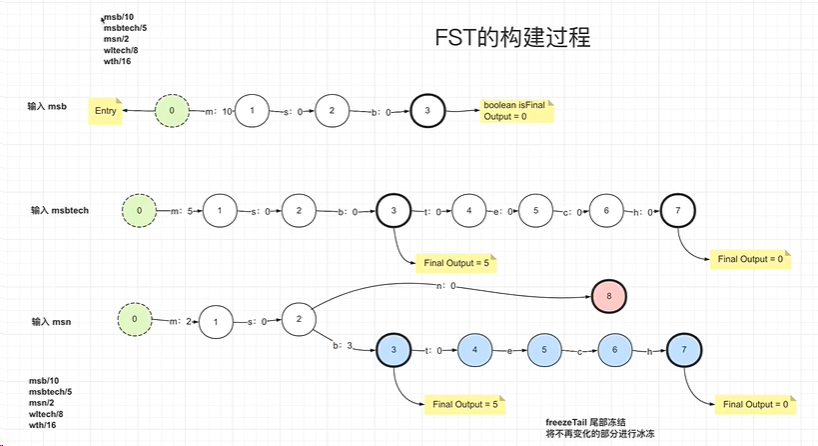 msb/10
msbtech/5
msn/2
wltech/8
wth/16
FST的构建过程
输入 msb
Entry
0
m: 10
1
s: 0
2
b: 0
3
boolean isFinal
Output = 0
输入 msbtech
0
m: 5
1
s: 0
2
b: 0
3
t: 0
4
e: 0
5
c: 0
6
h: 0
7
Final Output = 5
Final Output = 0
输入 msn
0
m: 2
1
s: 0
2
n: 0
8
b: 3
3
t: 0
4
e
5
c
6
h
7
Final Output = 5
Final Output = 0
msb/10
msbtech/5
msn/2
wltech/8
wth/16
freezeTail 尾部冻结
将不再变化的部分进行冰冻